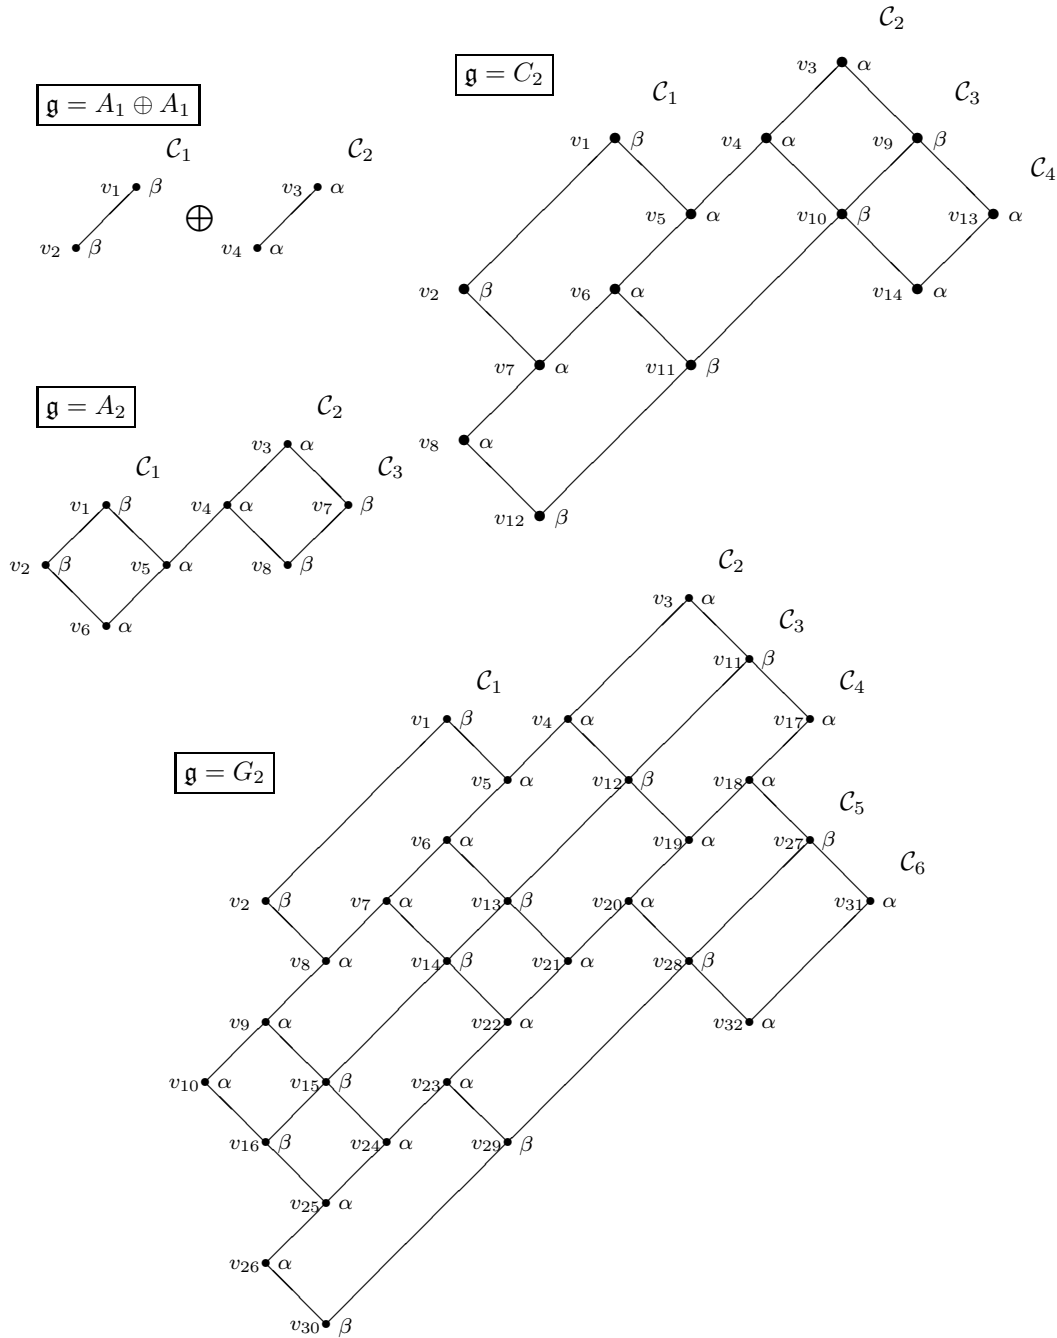 𝔤 = A₁ ⊕ A₁
𝒞₁
𝒞₂
v₁ β
v₃ α
⊕
v₂ β
v₄ α
𝔤 = C₂
𝒞₂
v₃ α
𝒞₁
𝒞₃
v₁ β
v₄ α
v₉ β
𝒞₄
v₅ α
v₁₀ β
v₁₃ α
v₂ β
v₆ α
v₁₄ α
v₇ α
v₁₁ β
v₈ α
v₁₂ β
𝔤 = A₂
𝒞₂
v₃ α
𝒞₁
𝒞₃
v₁ β
v₄ α
v₇ β
v₂ β
v₅ α
v₈ β
v₆ α
𝔤 = G₂
𝒞₂
v₃ α
𝒞₃
v₁₁ β
𝒞₁
𝒞₄
v₁ β
v₄ α
v₁₇ α
v₅ α
v₁₂ β
v₁₈ α
𝒞₅
v₆ α
v₁₉ α
v₂₇ β
𝒞₆
v₂ β
v₇ α
v₁₃ β
v₂₀ α
v₃₁ α
v₈ α
v₁₄ β
v₂₁ α
v₂₈ β
v₉ α
v₂₂ α
v₃₂ α
v₁₀ α
v₁₅ β
v₂₃ α
v₁₆ β
v₂₄ α
v₂₉ β
v₂₅ α
v₂₆ α
v₃₀ β